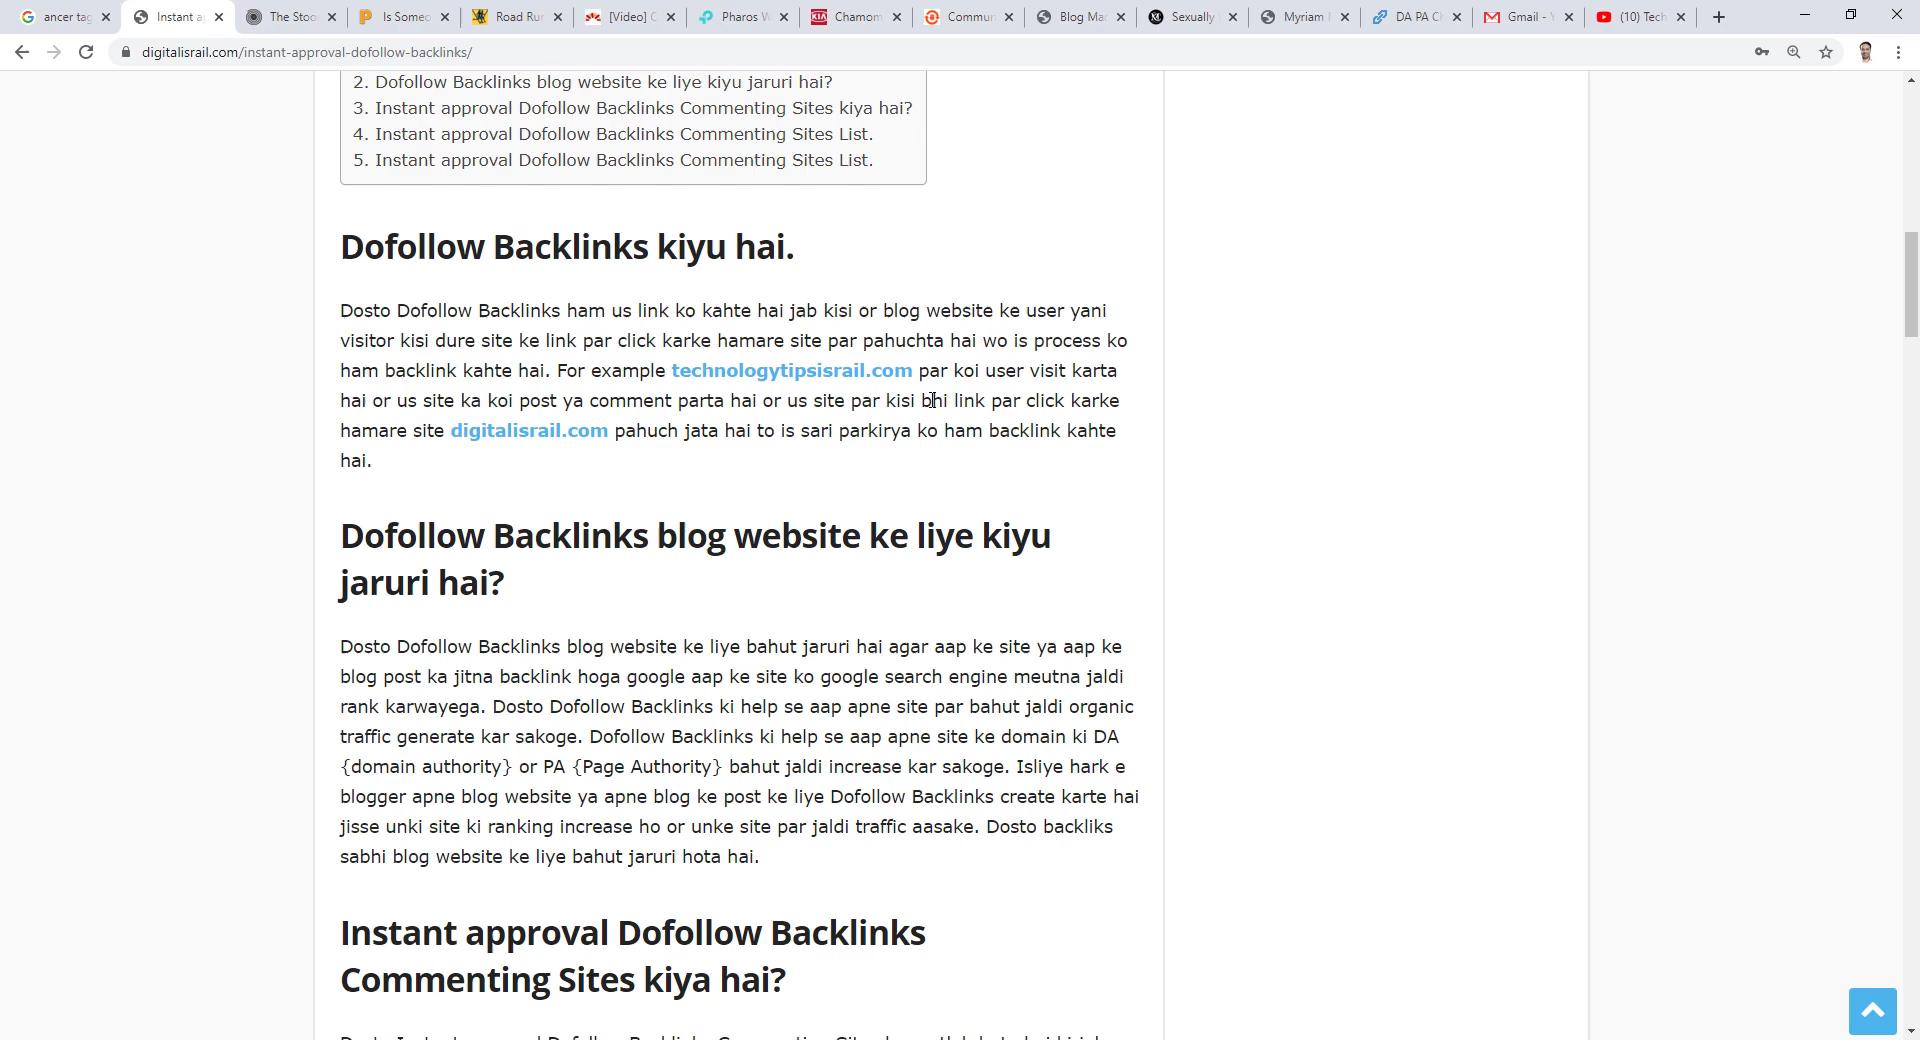 ancer tag
Instant a
The Stoo
Is Someo
Road Ru
[Video] C
Pharos W
Chamom
Commun
Blog Ma
Sexually
Myriam
DA PA C
Gmail - Y
(10) Tech
digitalisrail.com/instant-approval-dofollow-backlinks/
2. Dofollow Backlinks blog website ke liye kiyu jaruri hai?
3. Instant approval Dofollow Backlinks Commenting Sites kiya hai?
4. Instant approval Dofollow Backlinks Commenting Sites List.
5. Instant approval Dofollow Backlinks Commenting Sites List.
Dofollow Backlinks kiyu hai.
Dosto Dofollow Backlinks ham us link ko kahte hai jab kisi or blog website ke user yani
visitor kisi dure site ke link par click karke hamare site par pahuchta hai wo is process ko
ham backlink kahte hai. For example technologytipsisrail.com par koi user visit karta
hai or us site ka koi post ya comment parta hai or us site par kisi bhi link par click karke
hamare site digitalisrail.com pahuch jata hai to is sari parkirya ko ham backlink kahte
hai.
Dofollow Backlinks blog website ke liye kiyu
jaruri hai?
Dosto Dofollow Backlinks blog website ke liye bahut jaruri hai agar aap ke site ya aap ke
blog post ka jitna backlink hoga google aap ke site ko google search engine meutna jaldi
rank karwayega. Dosto Dofollow Backlinks ki help se aap apne site par bahut jaldi organic
traffic generate kar sakoge. Dofollow Backlinks ki help se aap apne site ke domain ki DA
{domain authority} or PA {Page Authority} bahut jaldi increase kar sakoge. Isliye hark e
blogger apne blog website ya apne blog ke post ke liye Dofollow Backlinks create karte hai
jisse unki site ki ranking increase ho or unke site par jaldi traffic aasake. Dosto backliks
sabhi blog website ke liye bahut jaruri hota hai.
Instant approval Dofollow Backlinks
Commenting Sites kiya hai?